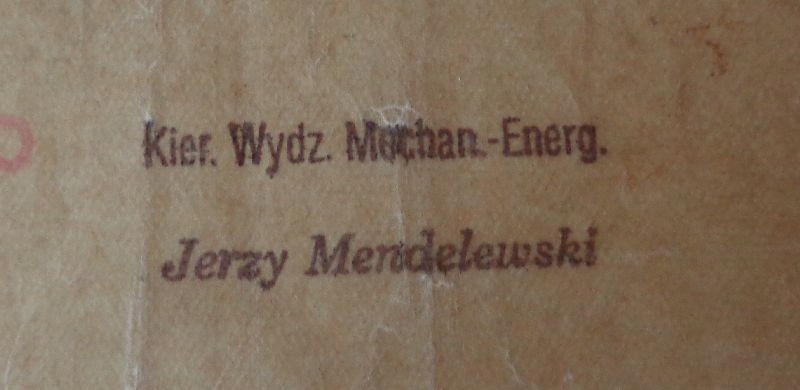 Kier. Wydz. Mechan.-Energ.
Jerzy Mendelewski